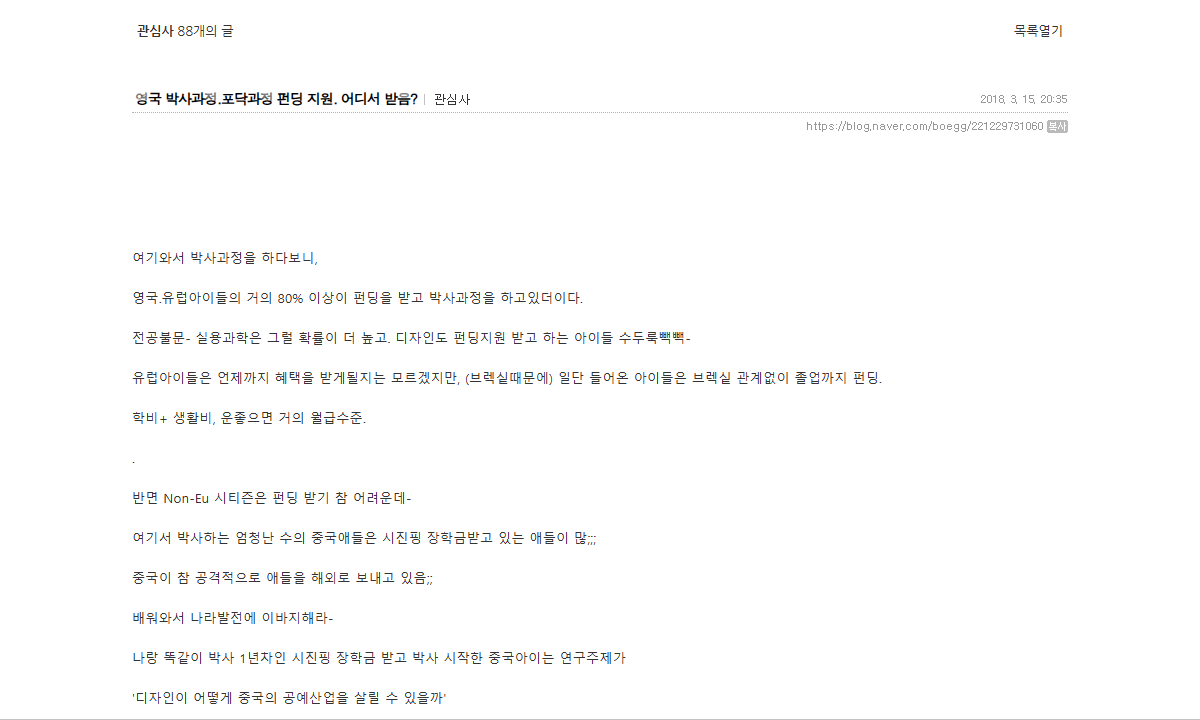 관심사 88개의 글 목록열기
영국 박사과정.포닥과정 펀딩 지원. 어디서 받음? | 관심사 2018. 3. 15. 20:35
https://blog.naver.com/boegg/221229731060 복사
여기와서 박사과정을 하다보니,
영국.유럽아이들의 거의 80% 이상이 펀딩을 받고 박사과정을 하고있더이다.
전공불문- 실용과학은 그럴 확률이 더 높고. 디자인도 펀딩지원 받고 하는 아이들 수두룩빽빽-
유럽아이들은 언제까지 혜택을 받게될지는 모르겠지만, (브렉싵때문에) 일단 들어온 아이들은 브렉싵 관계없이 졸업까지 펀딩.
학비+ 생활비, 운좋으면 거의 월급수준.
.
반면 Non-Eu 시티즌은 펀딩 받기 참 어려운데-
여기서 박사하는 엄청난 수의 중국애들은 시진핑 장학금받고 있는 애들이 많;;;
중국이 참 공격적으로 애들을 해외로 보내고 있음;;
배워와서 나라발전에 이바지해라-
나랑 똑같이 박사 1년차인 시진핑 장학금 받고 박사 시작한 중국아이는 연구주제가
'디자인이 어떻게 중국의 공예산업을 살릴 수 있을까'